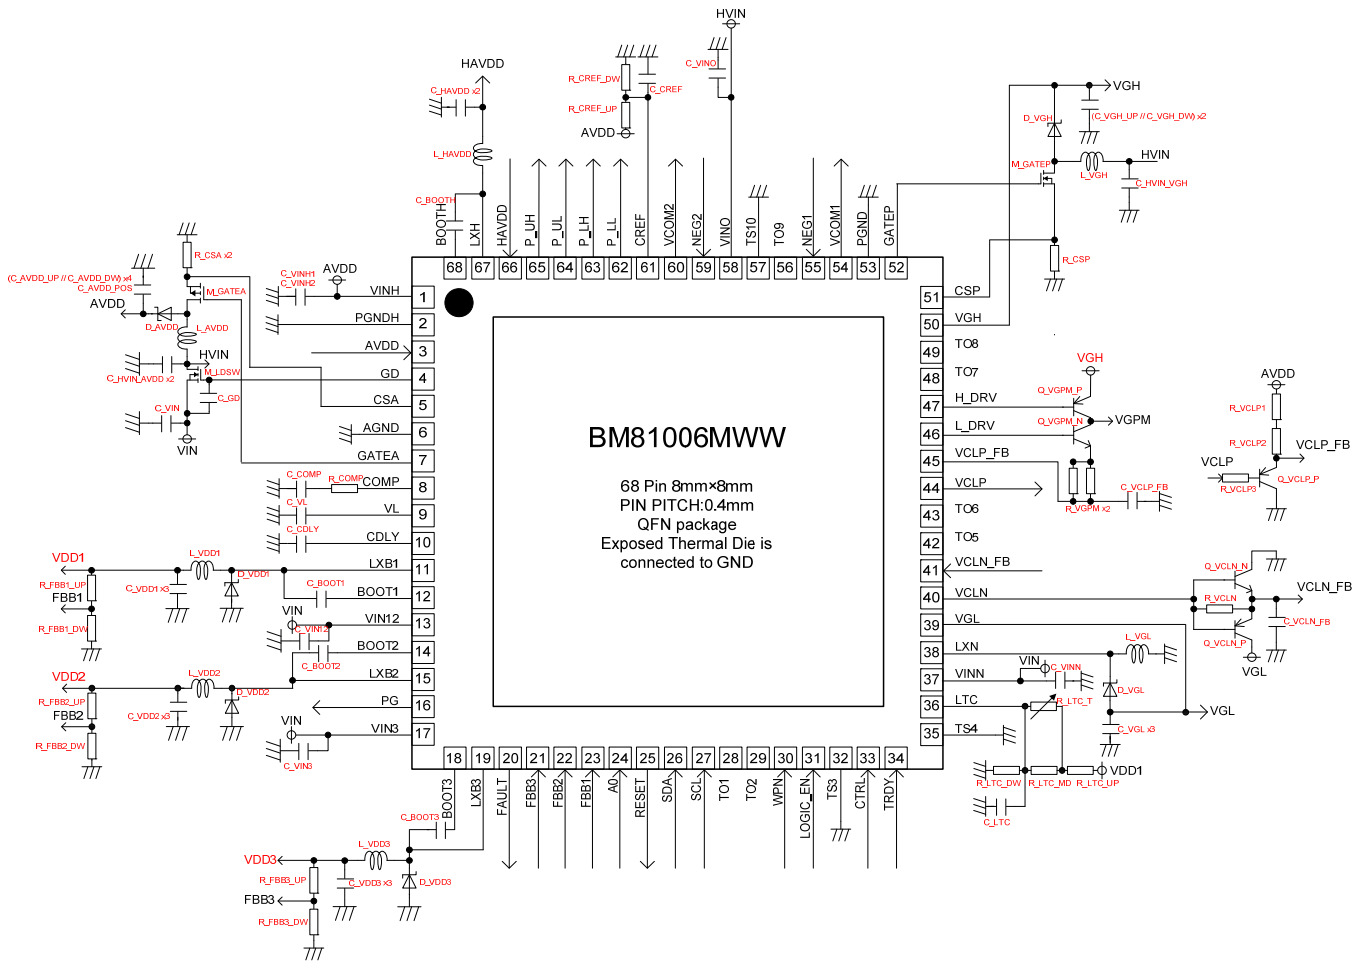 HVIN
HAVDD
C_HAVDD x2
L_HAVDD
C_BOOTH
R_CREF_DW
R_CREF_UP
C_CREF
AVDD
C_VINO
VGH
D_VGH
(C_VGH_UP // C_VGH_DW) x2
M_GATEP
L_VGH
HVIN
C_HVIN_VGH
R_CSP
BOOTH
LXH
HAVDD
P_UH
P_UL
P_LH
P_LL
CREF
VCOM2
NEG2
VINO
TS10
TO9
NEG1
VCOM1
PGND
GATEP
68
67
66
65
64
63
62
61
60
59
58
57
56
55
54
53
52
R_CSA x2
(C_AVDD_UP // C_AVDD_DW) x4
C_AVDD_POS
M_GATEA
AVDD
D_AVDD
L_AVDD
HVIN
C_HVIN_AVDD x2
M_LDSW
C_GD
C_VIN
VIN
AVDD
C_VINH1
C_VINH2
VINH
1
PGNDH
2
AVDD
3
GD
4
CSA
5
AGND
6
GATEA
7
C_COMP
R_COMP
COMP
8
C_VL
VL
9
C_CDLY
CDLY
10
LXB1
11
BOOT1
12
VIN12
13
BOOT2
14
LXB2
15
PG
16
VIN3
17
VDD1
L_VDD1
R_FBB1_UP
FBB1
R_FBB1_DW
C_VDD1 x3
D_VDD1
C_BOOT1
VIN
C_VIN12
C_BOOT2
VDD2
L_VDD2
R_FBB2_UP
FBB2
R_FBB2_DW
C_VDD2 x3
D_VDD2
VIN
C_VIN3
BM81006MWW
68 Pin 8mm×8mm
PIN PITCH:0.4mm
QFN package
Exposed Thermal Die is
connected to GND
51
CSP
50
VGH
49
TO8
48
TO7
47
H_DRV
46
L_DRV
45
VCLP_FB
44
VCLP
43
TO6
42
TO5
41
VCLN_FB
40
VCLN
39
VGL
38
LXN
37
VINN
36
LTC
35
TS4
VGH
Q_VGPM_P
Q_VGPM_N
VGPM
R_VGPM x2
C_VCLP_FB
AVDD
R_VCLP1
R_VCLP2
VCLP_FB
VCLP
R_VCLP3
Q_VCLP_P
Q_VCLN_N
R_VCLN
VCLN_FB
C_VCLN_FB
Q_VCLN_P
VGL
L_VGL
VIN
C_VINN
D_VGL
R_LTC_T
VGL
C_VGL x3
VDD1
R_LTC_DW
R_LTC_MD
R_LTC_UP
C_LTC
18
19
20
21
22
23
24
25
26
27
28
29
30
31
32
33
34
BOOT3
LXB3
FAULT
FBB3
FBB2
FBB1
A0
RESET
SDA
SCL
TO1
TO2
WPN
LOGIC_EN
TS3
CTRL
TRDY
C_BOOT3
VDD3
L_VDD3
R_FBB3_UP
FBB3
R_FBB3_DW
C_VDD3 x3
D_VDD3